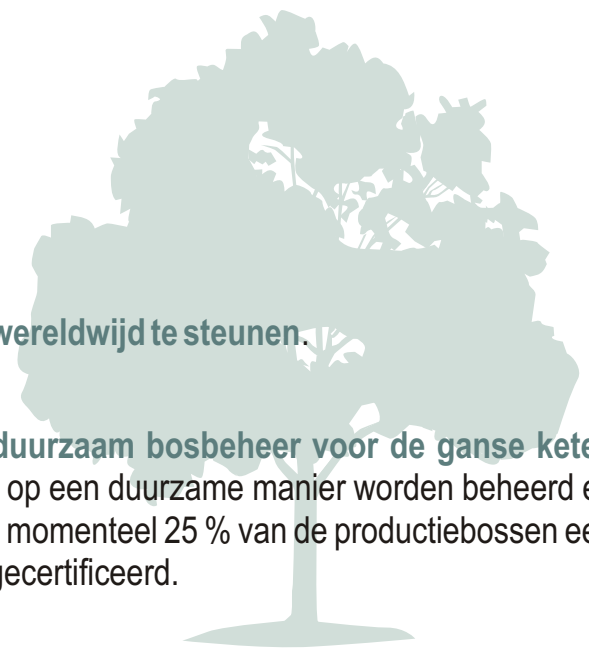 wereldwijd te steunen.
duurzaam bosbeheer voor de ganse kete
op een duurzame manier worden beheerd e
momenteel 25 % van de productiebossen ee
gecertificeerd.